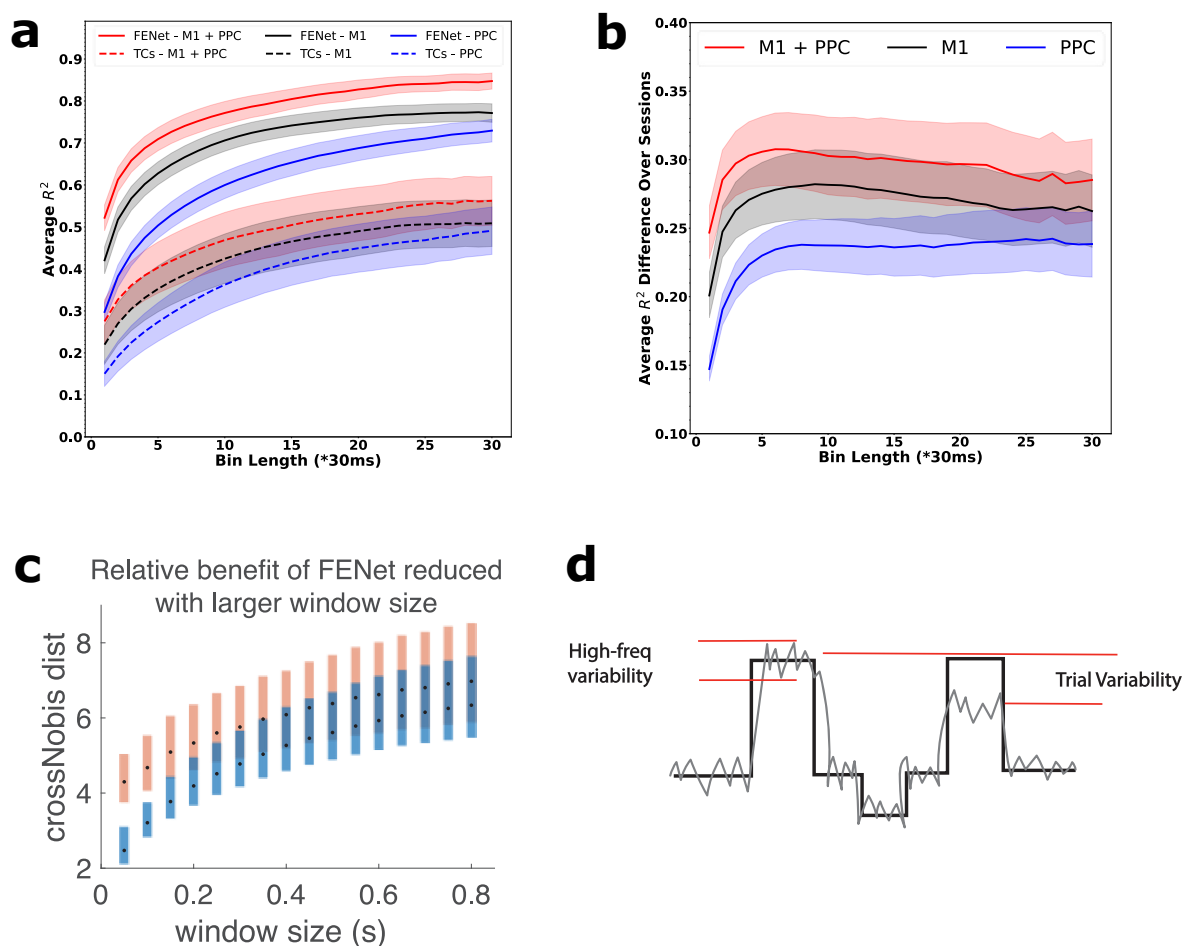 a
FENet - M1 + PPC
FENet - M1
FENet - PPC
TCs - M1 + PPC
TCs - M1
TCs - PPC
Average R²
0.9
0.8
0.7
0.6
0.5
0.4
0.3
0.2
0.1
0.0
0 5 10 15 20 25 30
Bin Length (*30ms)
b
M1 + PPC
M1
PPC
Average R² Difference Over Sessions
0.40
0.35
0.30
0.25
0.20
0.15
0.10
0 5 10 15 20 25 30
Bin Length (*30ms)
c
Relative benefit of FENet reduced
with larger window size
crossNobis dist
8
6
4
2
0 0.2 0.4 0.6 0.8
window size (s)
d
High-freq
variability
Trial Variability